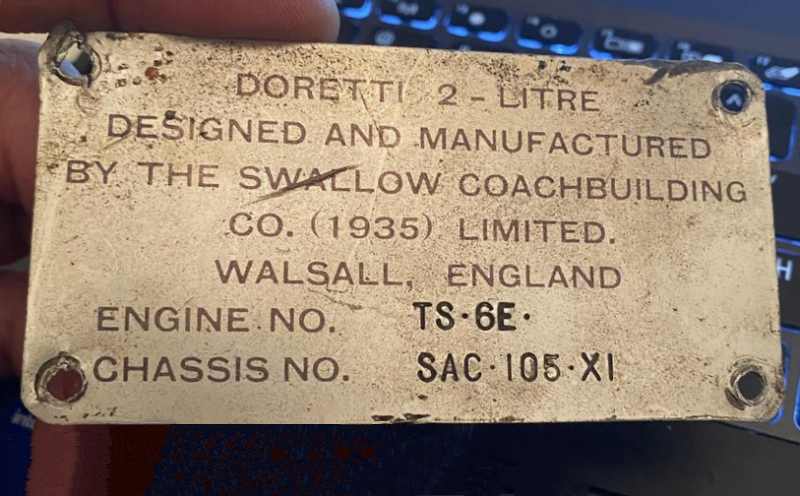 DORETTI 2 - LITRE
DESIGNED AND MANUFACTURED
BY THE SWALLOW COACHBUILDING
CO. (1935) LIMITED.
WALSALL, ENGLAND
ENGINE NO. TS·6E·
CHASSIS NO. SAC·105·X1